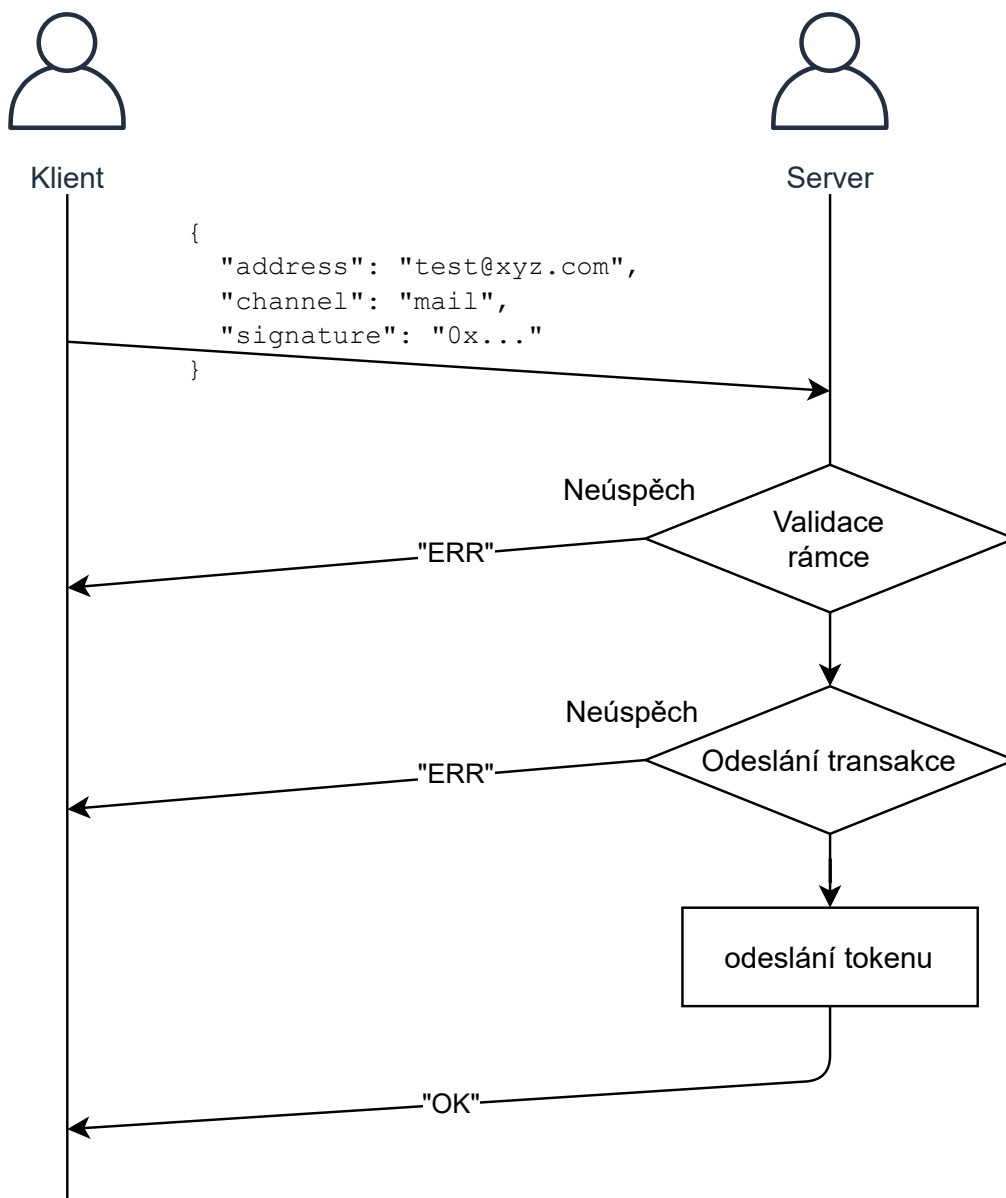 Klient
Server
{
"address": "test@xyz.com",
"channel": "mail",
"signature": "0x..."
}
Neúspěch
Validace
rámce
"ERR"
Neúspěch
Odeslání transakce
"ERR"
odeslání tokenu
"OK"